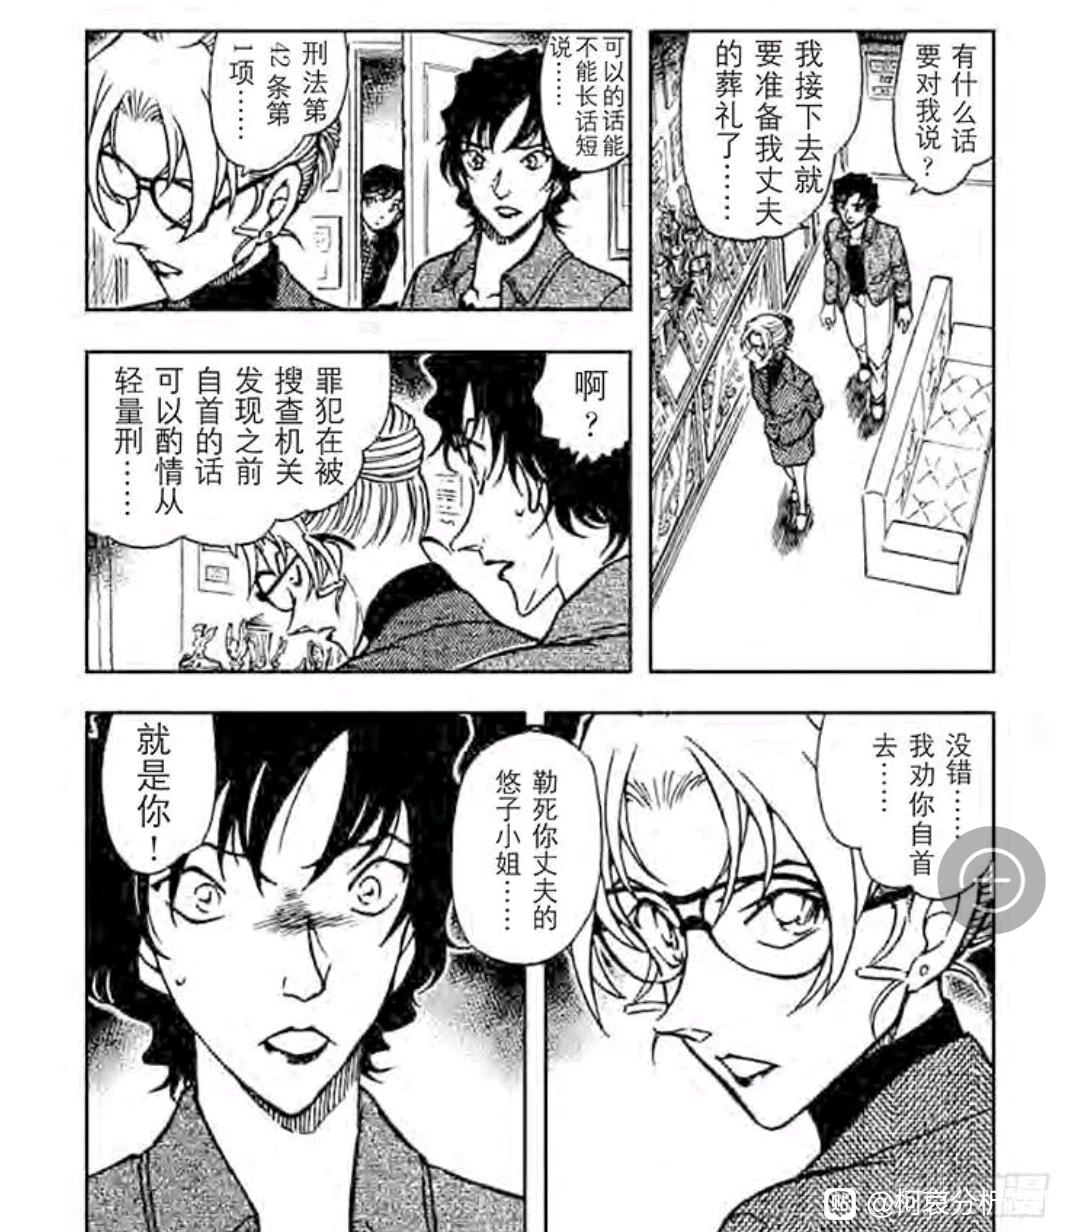 有什么话
要对我说？
我接下去就
要准备我丈夫
的葬礼了……
可以的话能
不能长话短
说……
刑法第
42条第
1项……
啊？
罪犯在被
搜查机关
发现之前
自首的话
可以酌情从
轻量刑……
没错……
我劝你自首
去……
勒死你丈夫的
悠子小姐……
就是你！
@柯哀分析